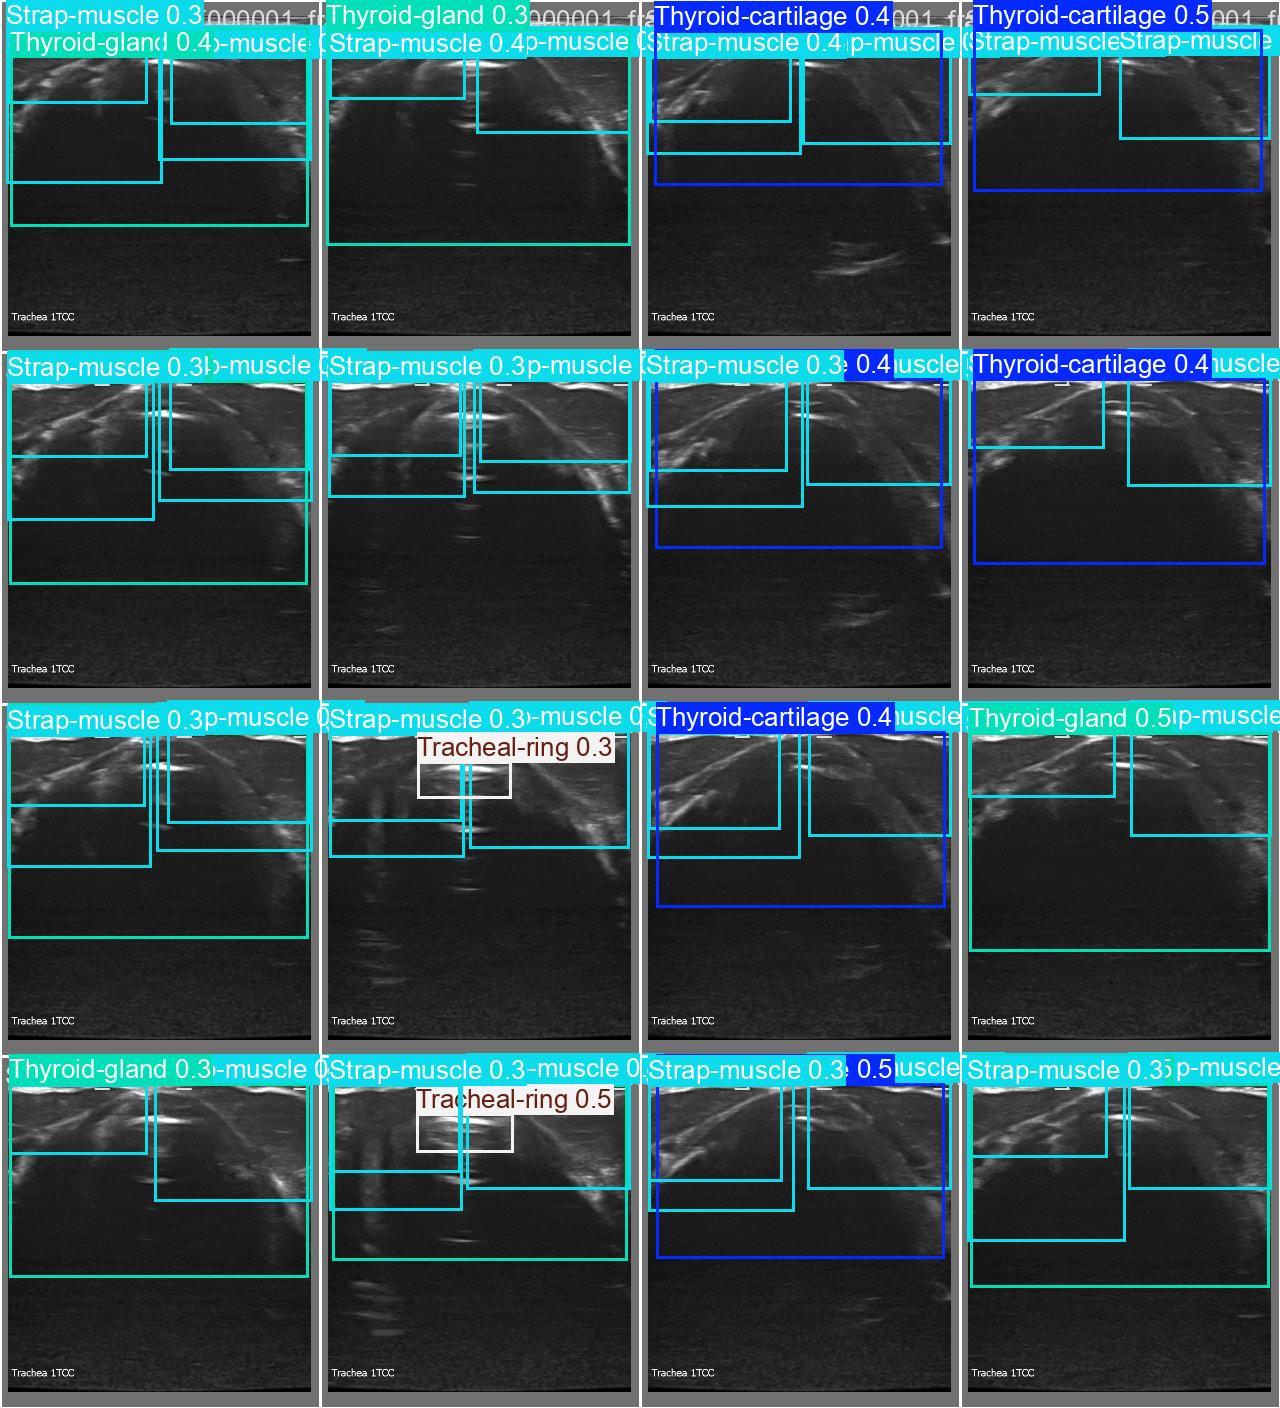 Strap-muscle 0.3
Thyroid-gland 0.3
Thyroid-cartilage 0.4
Thyroid-cartilage 0.5
Thyroid-gland 0.4
Strap-muscle 0.4
Strap-muscle 0.4
Strap-muscle
Strap-muscle
Trachea 1TCC
Trachea 1TCC
Trachea 1TCC
Trachea 1TCC
Strap-muscle 0.3
Strap-muscle 0.3
Strap-muscle 0.3
0.4
Thyroid-cartilage 0.4
Trachea 1TCC
Trachea 1TCC
Trachea 1TCC
Trachea 1TCC
Strap-muscle 0.3
Strap-muscle 0.3
Thyroid-cartilage 0.4
Thyroid-gland 0.5
Tracheal-ring 0.3
Trachea 1TCC
Trachea 1TCC
Trachea 1TCC
Trachea 1TCC
Thyroid-gland 0.3
Strap-muscle 0.3
Strap-muscle 0.3
0.5
Strap-muscle 0.3
Tracheal-ring 0.5
Trachea 1TCC
Trachea 1TCC
Trachea 1TCC
Trachea 1TCC